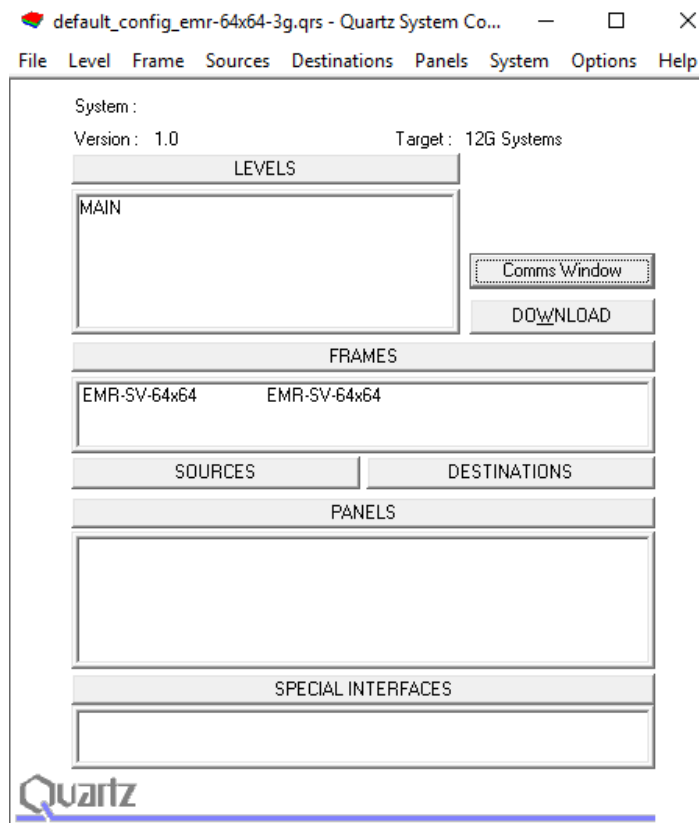 default_config_emr-64x64-3g.qrs - Quartz System Co...
File Level Frame Sources Destinations Panels System Options Help
System :
Version : 1.0 Target : 12G Systems
LEVELS
MAIN
Comms Window
DOWNLOAD
FRAMES
EMR-SV-64x64 EMR-SV-64x64
SOURCES DESTINATIONS
PANELS
SPECIAL INTERFACES
Quartz